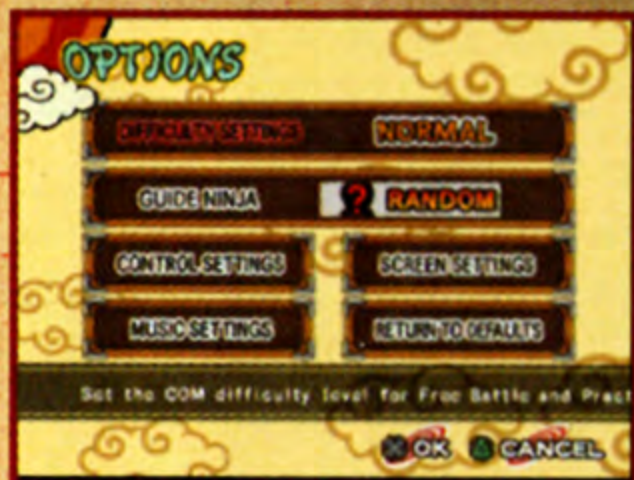 OPTIONS
DIFFICULTY SETTINGS NORMAL
GUIDE NINJA ? RANDOM
CONTROL SETTINGS SCREEN SETTINGS
MUSIC SETTINGS RETURN TO DEFAULTS
Set the COM difficulty level for Free Battle and Pract
OK CANCEL